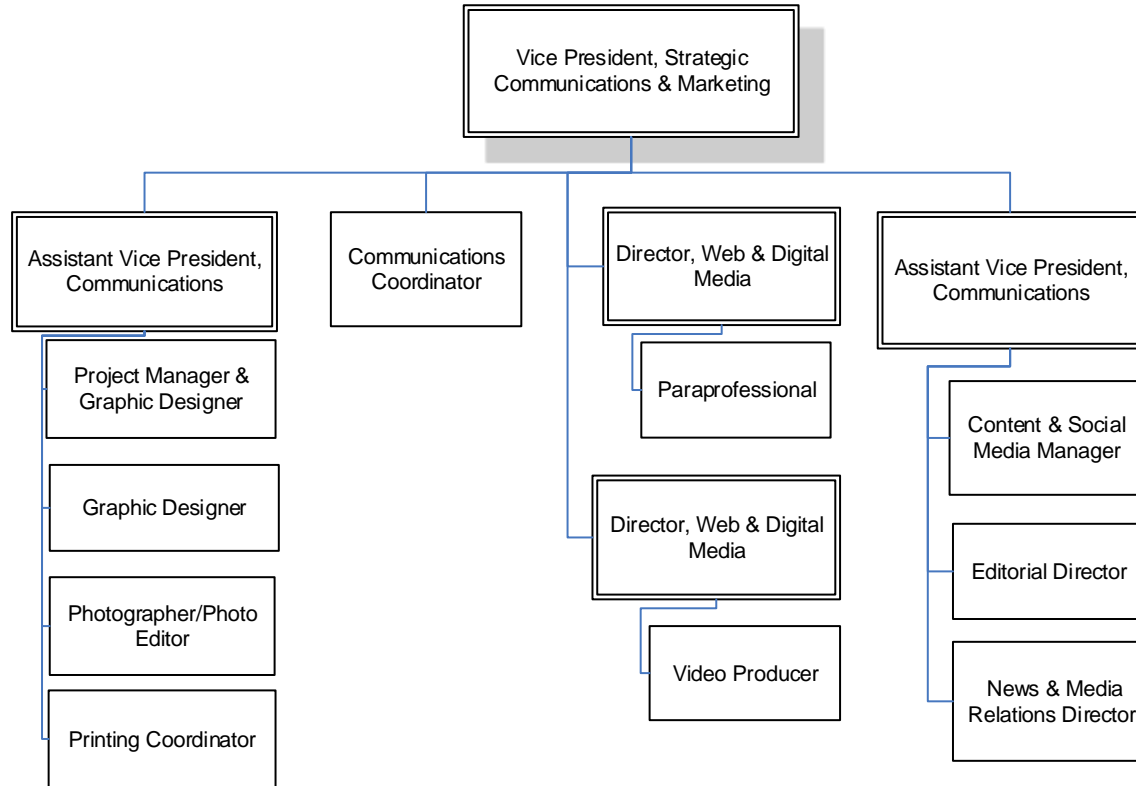 Vice President, Strategic
Communications & Marketing
Assistant Vice President,
Communications
Project Manager &
Graphic Designer
Graphic Designer
Photographer/Photo
Editor
Printing Coordinator
Communications
Coordinator
Director, Web & Digital
Media
Paraprofessional
Director, Web & Digital
Media
Video Producer
Assistant Vice President,
Communications
Content & Social
Media Manager
Editorial Director
News & Media
Relations Director